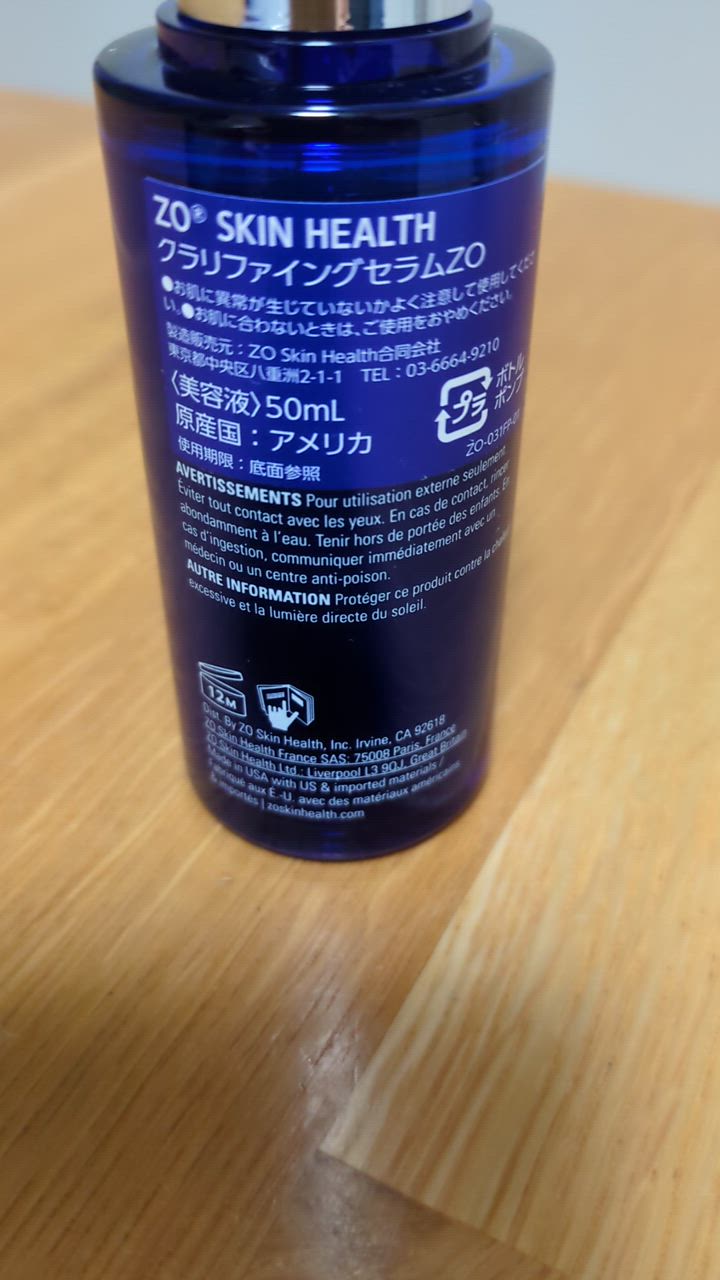 ZO® SKIN HEALTH
クラリファイングセラムZO
●お肌に異常が生じていないかよく注意して使用してくださ
い。●お肌に合わないときは、ご使用をおやめください。
製造販売元：ZO Skin Health合同会社
東京都中央区八重洲2-1-1 TEL：03-6664-9210
〈美容液〉50mL
原産国：アメリカ
使用期限：底面参照
プラ
ボトル
ポンプ
ZO-031FP-01
AVERTISSEMENTS Pour utilisation externe seulement.
Éviter tout contact avec les yeux. En cas de contact, rincer
abondamment à l'eau. Tenir hors de portée des enfants. En
cas d'ingestion, communiquer immédiatement avec un
médecin ou un centre anti-poison.
AUTRE INFORMATION Protéger ce produit contre la chaleur
excessive et la lumière directe du soleil.
12M
Dist. By ZO Skin Health, Inc. Irvine, CA 92618
ZO Skin Health France SAS: 75008 Paris, France
ZO Skin Health Ltd.: Liverpool L3 9QJ, Great Britain
Made in USA with US & imported materials /
Fabriqué aux É.-U. avec des matériaux américains
& importés | zoskinhealth.com